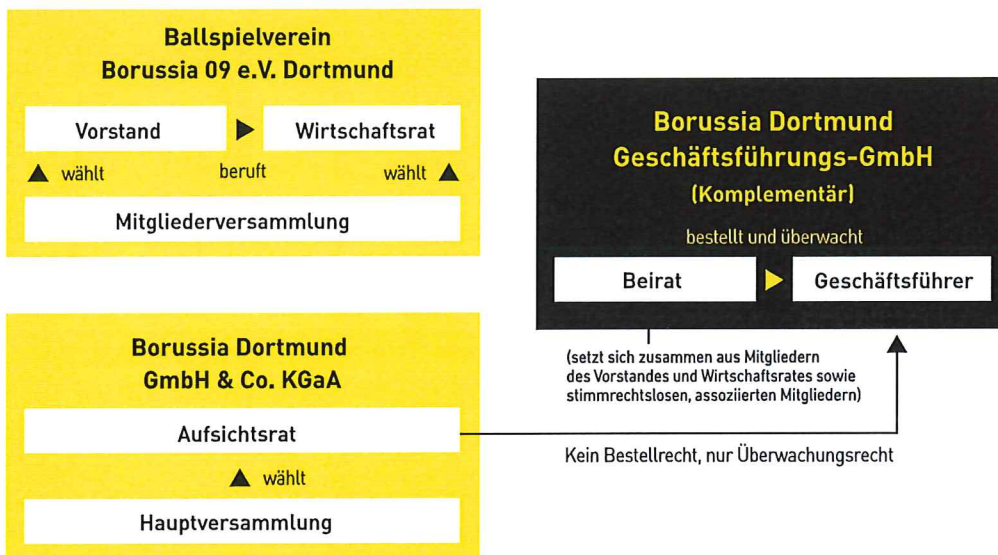 Ballspielverein
Borussia 09 e.V. Dortmund
Vorstand
Wirtschaftsrat
wählt
beruft
wählt
Mitgliederversammlung
Borussia Dortmund
GmbH & Co. KGaA
Aufsichtsrat
wählt
Hauptversammlung
Borussia Dortmund
Geschäftsführungs-GmbH
(Komplementär)
bestellt und überwacht
Beirat
Geschäftsführer
(setzt sich zusammen aus Mitgliedern
des Vorstandes und Wirtschaftsrates sowie
stimmrechtslosen, assoziierten Mitgliedern)
Kein Bestellrecht, nur Überwachungsrecht